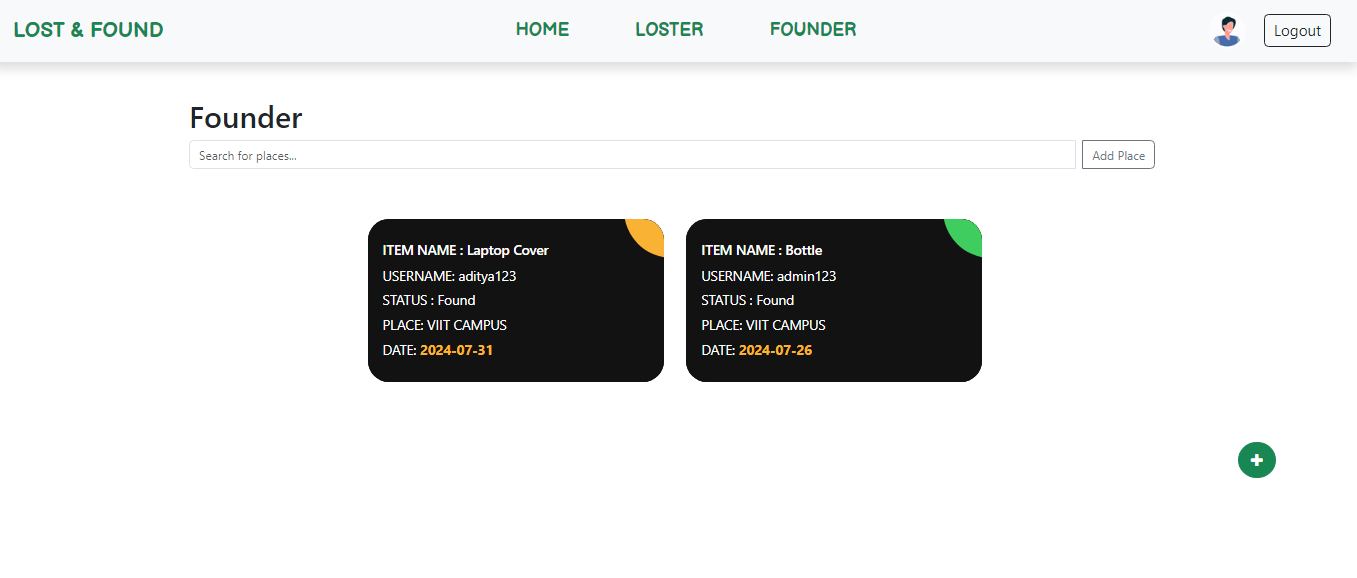 LOST & FOUND
HOME
LOSTER
FOUNDER
Logout
Founder
Search for places...
Add Place
ITEM NAME : Laptop Cover
USERNAME: aditya123
STATUS : Found
PLACE: VIIT CAMPUS
DATE: 2024-07-31
ITEM NAME : Bottle
USERNAME: admin123
STATUS : Found
PLACE: VIIT CAMPUS
DATE: 2024-07-26
+